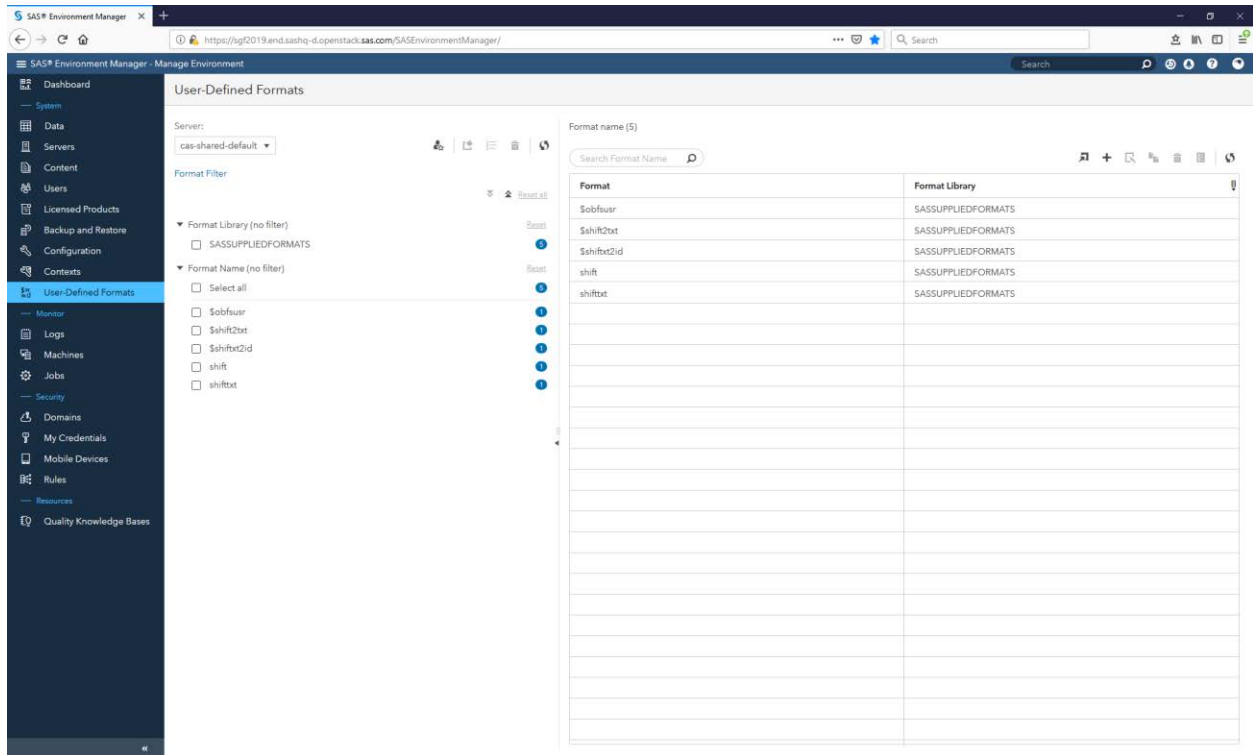 SAS® Environment Manager
https://sgf2019.end.sashq-d.openstack.sas.com/SASEnvironmentManager/
Search
SAS® Environment Manager - Manage Environment
Search
Dashboard
System
Data
Servers
Content
Users
Licensed Products
Backup and Restore
Configuration
Contexts
User-Defined Formats
Monitor
Logs
Machines
Jobs
Security
Domains
My Credentials
Mobile Devices
Rules
Resources
Quality Knowledge Bases
User-Defined Formats
Server:
cas-shared-default
Format Filter
Reset all
Format Library (no filter)
Reset
SASSUPPLIEDFORMATS
5
Format Name (no filter)
Reset
Select all
5
$obfsusr
1
$shift2txt
1
$shiftxt2id
1
shift
1
shifttxt
1
Format name (5)
Search Format Name
Format Format Library
$obfsusr SASSUPPLIEDFORMATS
$shift2txt SASSUPPLIEDFORMATS
$shiftxt2id SASSUPPLIEDFORMATS
shift SASSUPPLIEDFORMATS
shifttxt SASSUPPLIEDFORMATS